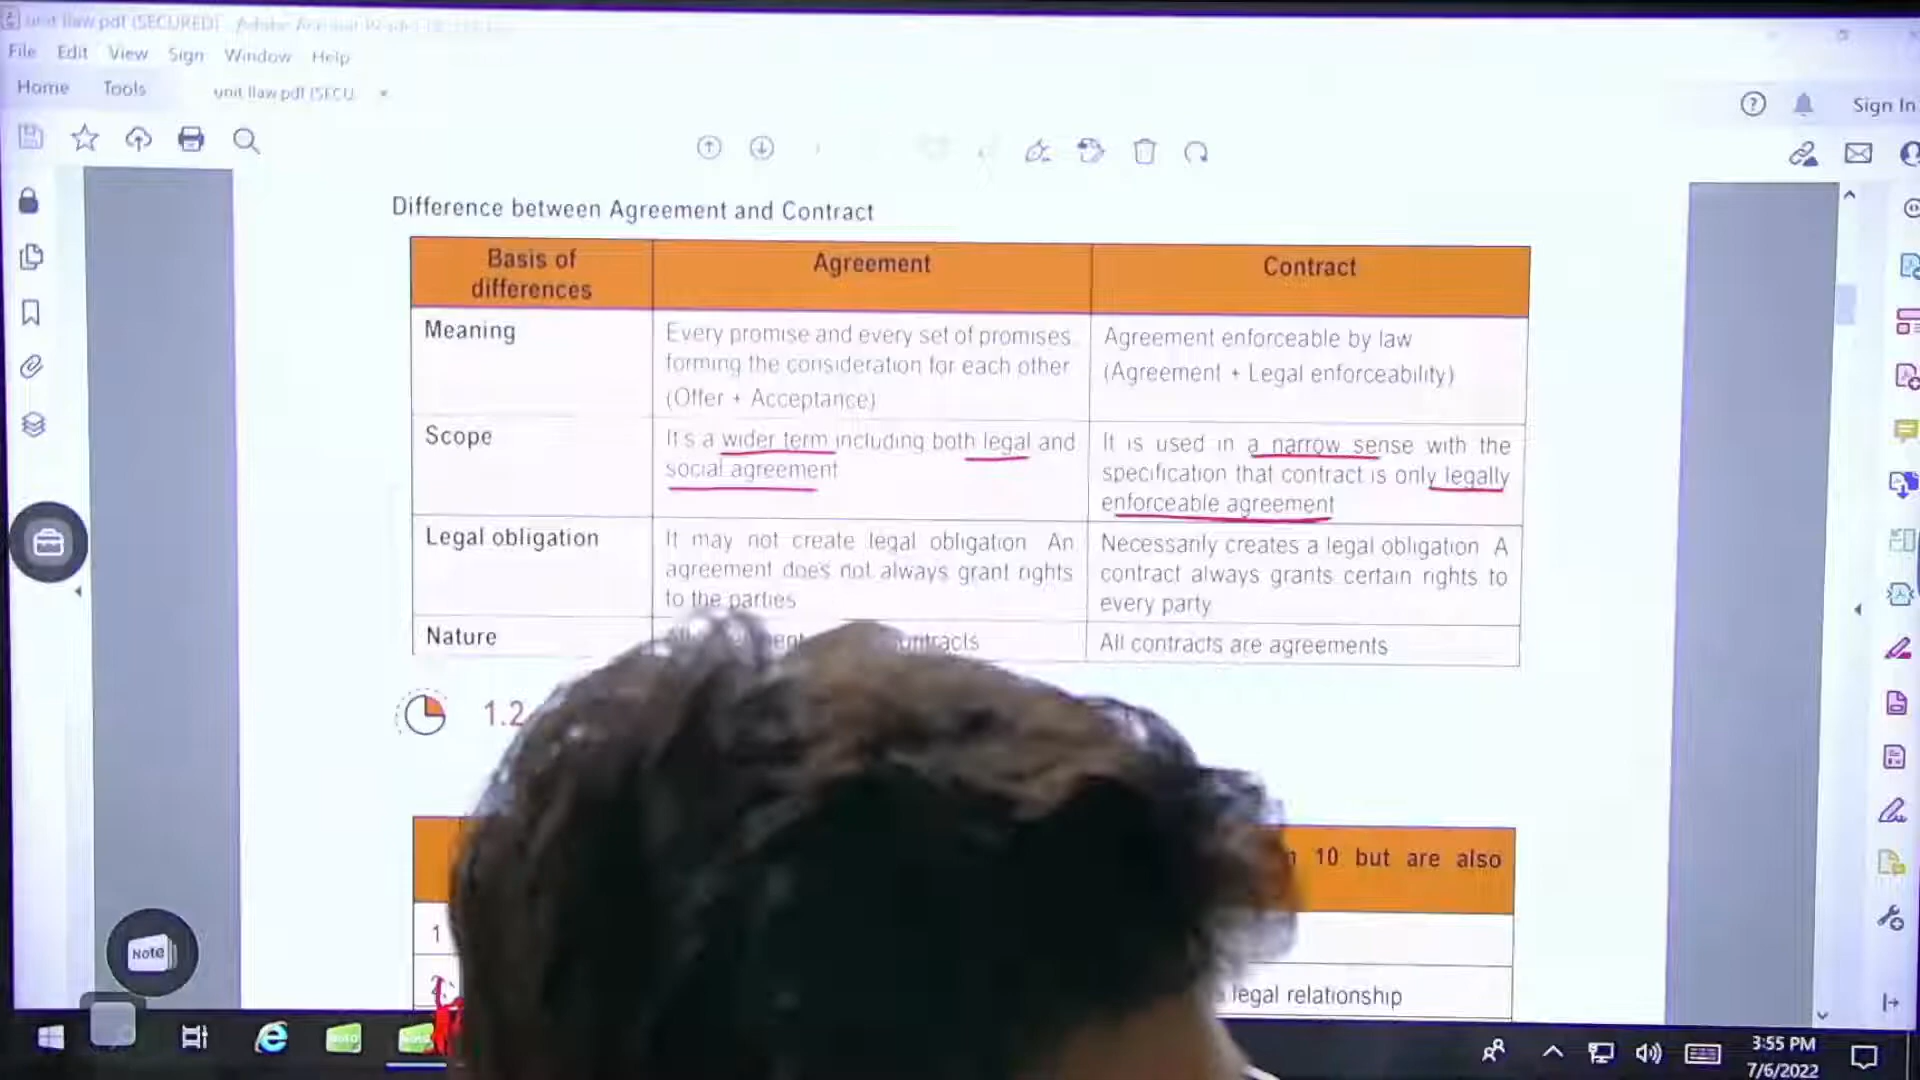 unit llaw.pdf (SECURED) - Adobe Acrobat Reader
File Edit View Sign Window Help
Home Tools unit llaw.pdf (SECU...
Sign In
Difference between Agreement and Contract
Basis of differences Agreement Contract
Meaning
Every promise and every set of promises
forming the consideration for each other
(Offer + Acceptance)
Agreement enforceable by law
(Agreement + Legal enforceability)
Scope
It's a wider term including both legal and
social agreement
It is used in a narrow sense with the
specification that contract is only legally
enforceable agreement
Legal obligation
It may not create legal obligation An
agreement does not always grant rights
to the parties
Necessarily creates a legal obligation A
contract always grants certain rights to
every party
Nature
All contracts are agreements
1.2
10 but are also
1
2
legal relationship
Note
3:55 PM
7/6/2022